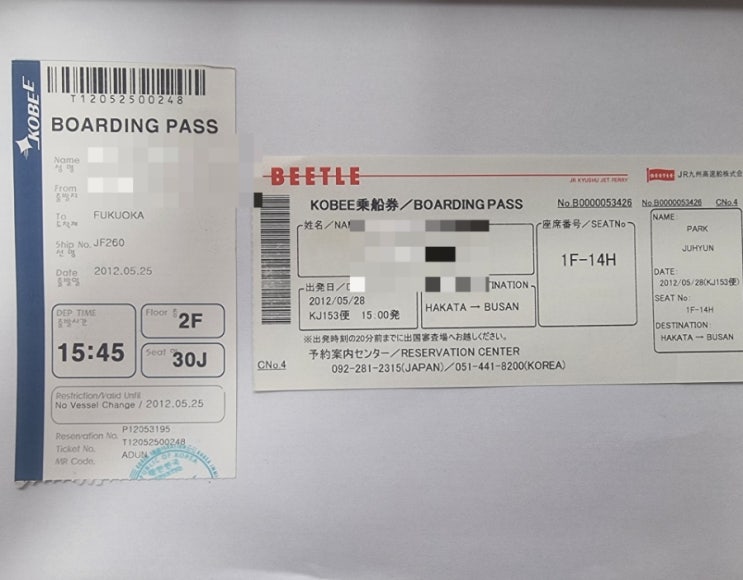 KOBEE
T12052500248
BOARDING PASS
Name
성 명
From
출발지
To FUKUOKA
도착지
Ship No. JF260
선 명
Date 2012.05.25
출발일
DEP TIME
출발시간
15:45
Floor 층
2F
Seat
30J
Restriction/Valid Until
No Vessel Change / 2012.05.25
Reservation No. P12053195
Ticket No. T12052500248
MR Code. ADUN
BEETLE
JR KYUSHU JET FERRY
KOBEE乗船券/BOARDING PASS
No.B0000053426
姓名/NAM
座席番号/SEATNo
1F-14H
出発日/D
2012/05/28
KJ153便 15:00発
TINATION
HAKATA → BUSAN
※出発時刻の20分前までに出国審査場へお越しください。
予約案内センター/RESERVATION CENTER
092-281-2315(JAPAN)/051-441-8200(KOREA)
CNo.4
BEETLE JR九州高速船株式会
No.B0000053426 CNo.4
NAME
PARK
JUHYUN
DATE:
2012/05/28(KJ153便)
SEAT No:
1F-14H
DESTINATION:
HAKATA → BUSAN